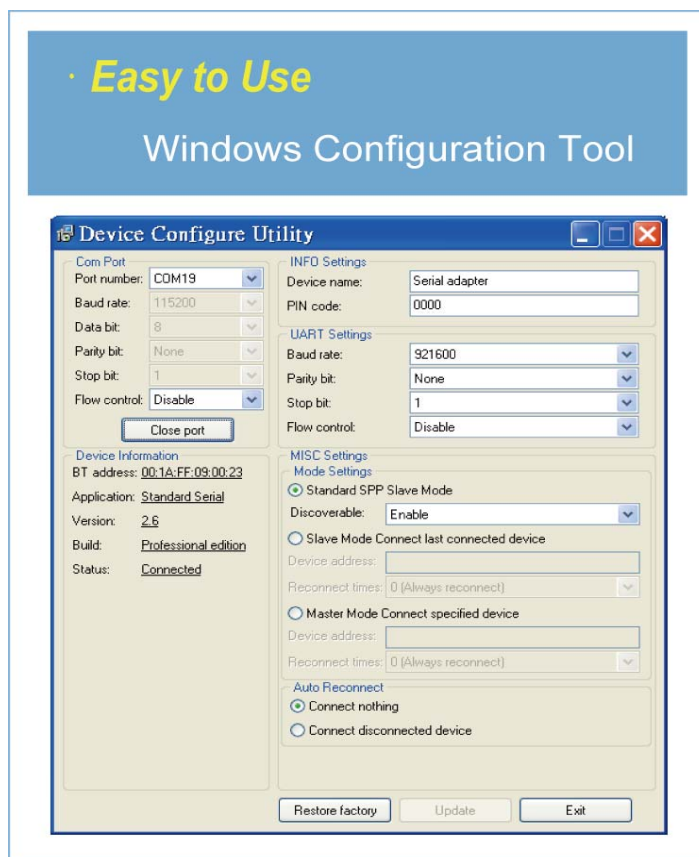 · Easy to Use
Windows Configuration Tool
Device Configure Utility
Com Port
Port number: COM19
Baud rate: 115200
Data bit: 8
Parity bit: None
Stop bit: 1
Flow control: Disable
Close port
Device Information
BT address: 00:1A:FF:09:00:23
Application: Standard Serial
Version: 2.6
Build: Professional edition
Status: Connected
INFO Settings
Device name: Serial adapter
PIN code: 0000
UART Settings
Baud rate: 921600
Parity bit: None
Stop bit: 1
Flow control: Disable
MISC Settings
Mode Settings
Standard SPP Slave Mode
Discoverable: Enable
Slave Mode Connect last connected device
Device address:
Reconnect times: 0 (Always reconnect)
Master Mode Connect specified device
Device address:
Reconnect times: 0 (Always reconnect)
Auto Reconnect
Connect nothing
Connect disconnected device
Restore factory Update Exit